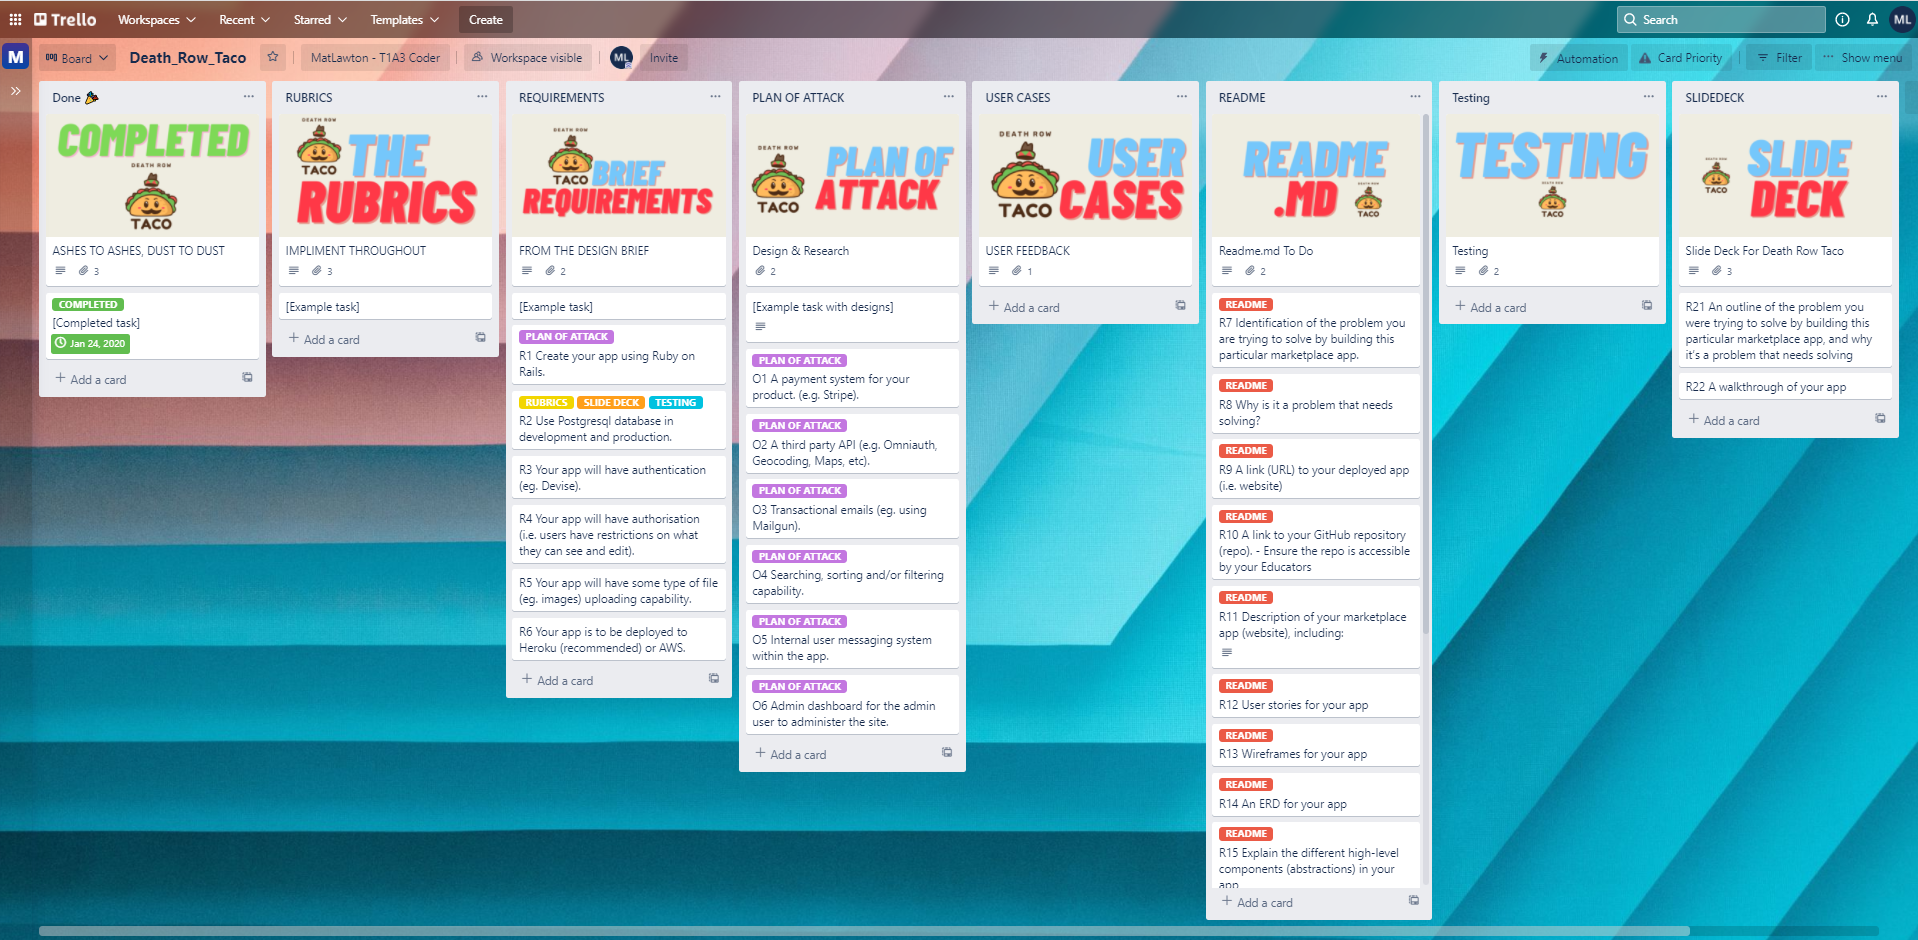 Trello
Workspaces
Recent
Starred
Templates
Create
Search
ML
M
Board
Death_Row_Taco
MatLawton - T1A3 Coder
Workspace visible
ML
Invite
Automation
Card Priority
Filter
Show menu
Done
COMPLETED
DEATH ROW
TACO
ASHES TO ASHES, DUST TO DUST
3
COMPLETED
[Completed task]
Jan 24, 2020
Add a card
RUBRICS
DEATH ROW
TACO
THE
RUBRICS
IMPLIMENT THROUGHOUT
3
[Example task]
Add a card
REQUIREMENTS
DEATH ROW
TACO
BRIEF
REQUIREMENTS
FROM THE DESIGN BRIEF
2
[Example task]
PLAN OF ATTACK
R1 Create your app using Ruby on
Rails.
RUBRICS
SLIDE DECK
TESTING
R2 Use Postgresql database in
development and production.
R3 Your app will have authentication
(eg. Devise).
R4 Your app will have authorisation
(i.e. users have restrictions on what
they can see and edit).
R5 Your app will have some type of file
(eg. images) uploading capability.
R6 Your app is to be deployed to
Heroku (recommended) or AWS.
Add a card
PLAN OF ATTACK
DEATH ROW
TACO
PLAN OF
ATTACK
Design & Research
2
[Example task with designs]
PLAN OF ATTACK
O1 A payment system for your
product. (e.g. Stripe).
PLAN OF ATTACK
O2 A third party API (e.g. Omniauth,
Geocoding, Maps, etc).
PLAN OF ATTACK
O3 Transactional emails (eg. using
Mailgun).
PLAN OF ATTACK
O4 Searching, sorting and/or filtering
capability.
PLAN OF ATTACK
O5 Internal user messaging system
within the app.
PLAN OF ATTACK
O6 Admin dashboard for the admin
user to administer the site.
Add a card
USER CASES
DEATH ROW
TACO
USER
CASES
USER FEEDBACK
1
Add a card
README
README
.MD
DEATH ROW
TACO
Readme.md To Do
2
README
R7 Identification of the problem you
are trying to solve by building this
particular marketplace app.
README
R8 Why is it a problem that needs
solving?
README
R9 A link (URL) to your deployed app
(i.e. website)
README
R10 A link to your GitHub repository
(repo). - Ensure the repo is accessible
by your Educators
README
R11 Description of your marketplace
app (website), including:
README
R12 User stories for your app
README
R13 Wireframes for your app
README
R14 An ERD for your app
README
R15 Explain the different high-level
components (abstractions) in your
app
Add a card
Testing
TESTING
DEATH ROW
TACO
Testing
2
Add a card
SLIDEDECK
DEATH ROW
TACO
SLIDE
DECK
Slide Deck For Death Row Taco
3
R21 An outline of the problem you
were trying to solve by building this
particular marketplace app, and why
it's a problem that needs solving
R22 A walkthrough of your app
Add a card